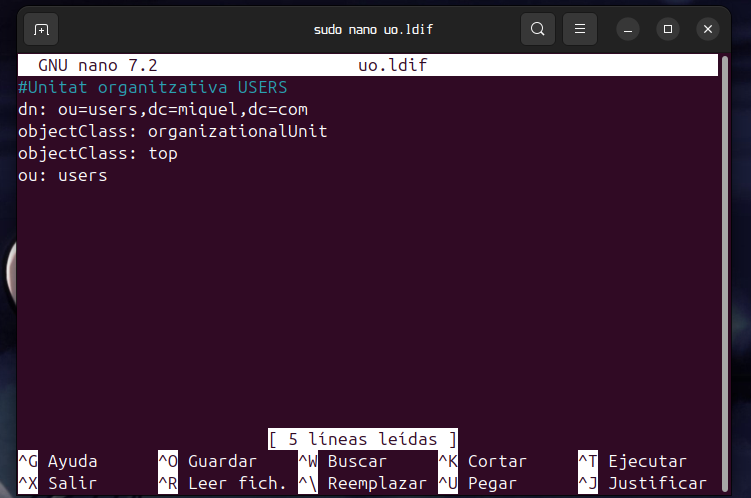 sudo nano uo.ldif
GNU nano 7.2 uo.ldif
#Unitat organitzativa USERS
dn: ou=users,dc=miquel,dc=com
objectClass: organizationalUnit
objectClass: top
ou: users
[ 5 líneas leídas ]
^G Ayuda ^O Guardar ^W Buscar ^K Cortar ^T Ejecutar
^X Salir ^R Leer fich. ^\ Reemplazar ^U Pegar ^J Justificar